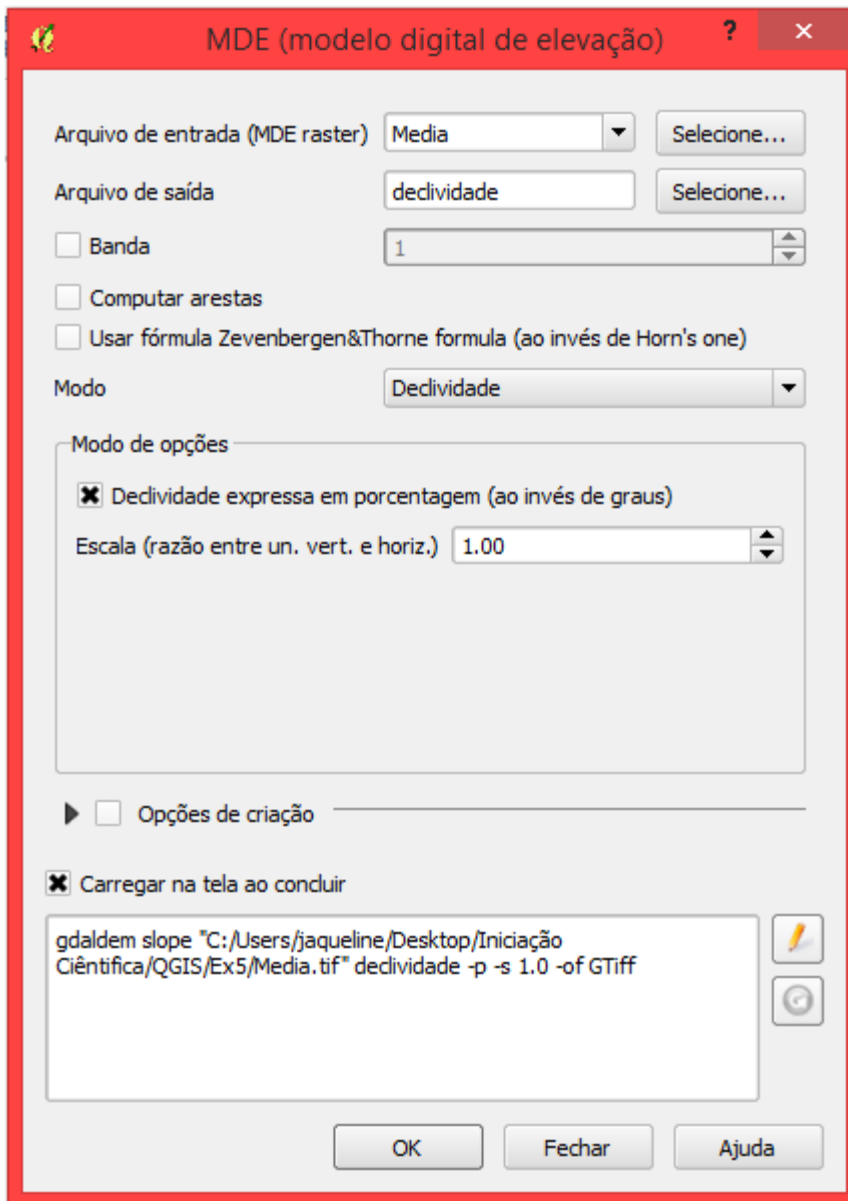 MDE (modelo digital de elevação) ? ×
Arquivo de entrada (MDE raster) Media Selecione...
Arquivo de saída declividade Selecione...
Banda 1
Computar arestas
Usar fórmula Zevenbergen&Thorne formula (ao invés de Horn's one)
Modo Declividade
Modo de opções
Declividade expressa em porcentagem (ao invés de graus)
Escala (razão entre un. vert. e horiz.) 1.00
Opções de criação
Carregar na tela ao concluir
gdaldem slope "C:/Users/jaqueline/Desktop/Iniciação
Ciêntifica/QGIS/Ex5/Media.tif" declividade -p -s 1.0 -of GTiff
OK Fechar Ajuda